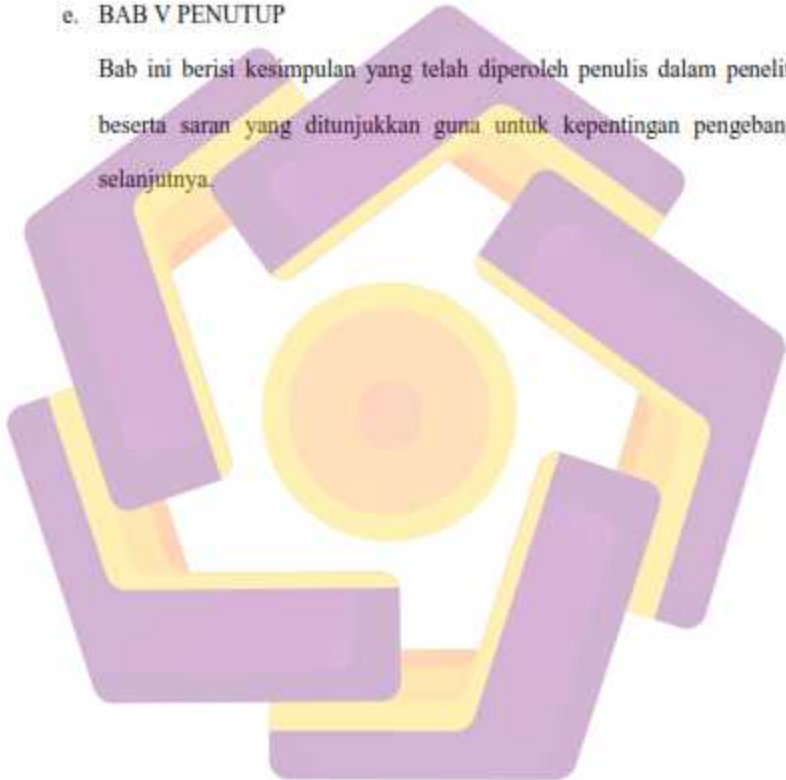 e. BAB V PENUTUP
Bab ini berisi kesimpulan yang telah diperoleh penulis dalam penelit
beserta saran yang ditunjukkan guna untuk kepentingan pengeban
selanjutnya.